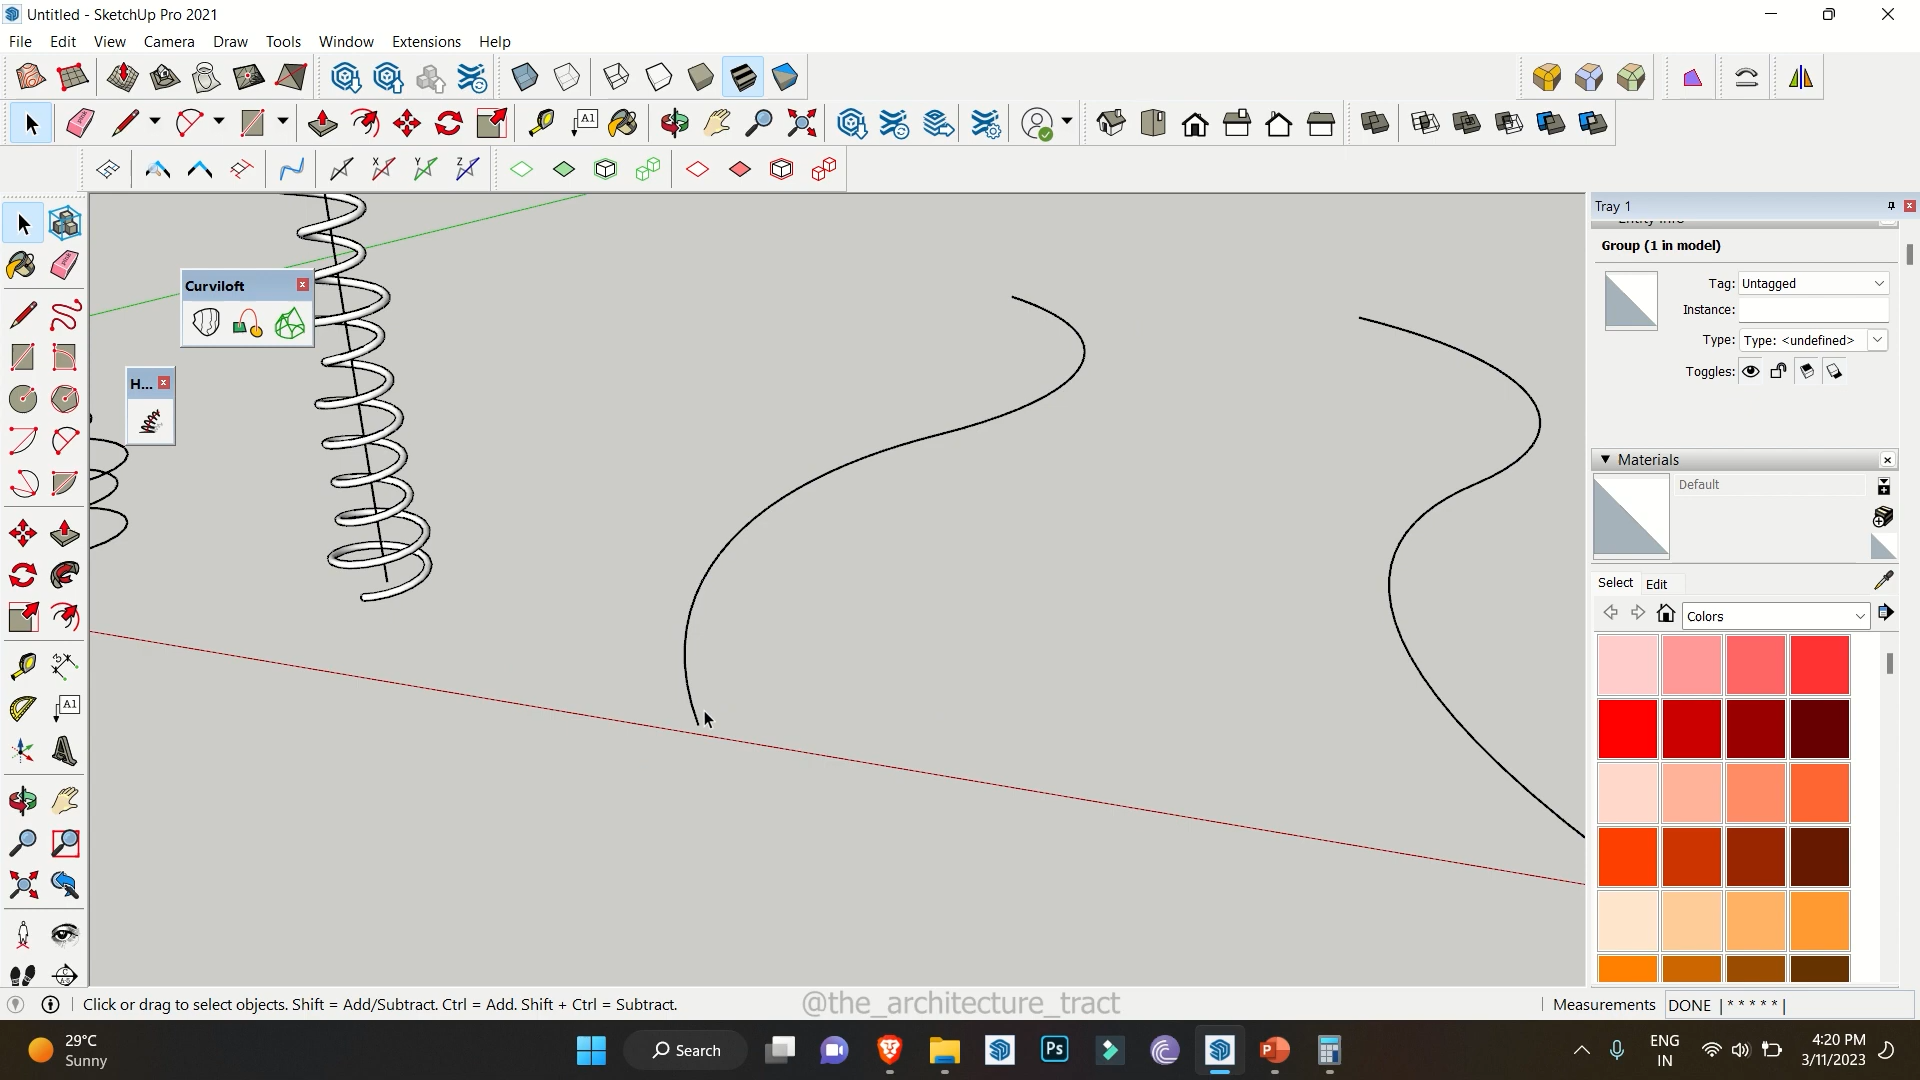 Untitled - SketchUp Pro 2021
File Edit View Camera Draw Tools Window Extensions Help
A1
X Y Z
Tray 1
Group (1 in model)
Tag: Untagged
Curviloft
Instance:
Type: Type: <undefined>
Toggles:
H...
Materials
Default
Select Edit
Colors
A1
Click or drag to select objects. Shift = Add/Subtract. Ctrl = Add. Shift + Ctrl = Subtract.
@the_architecture_tract
Measurements DONE |*****|
29°C
Sunny
Search
Ps
P
ENG
IN
4:20 PM
3/11/2023